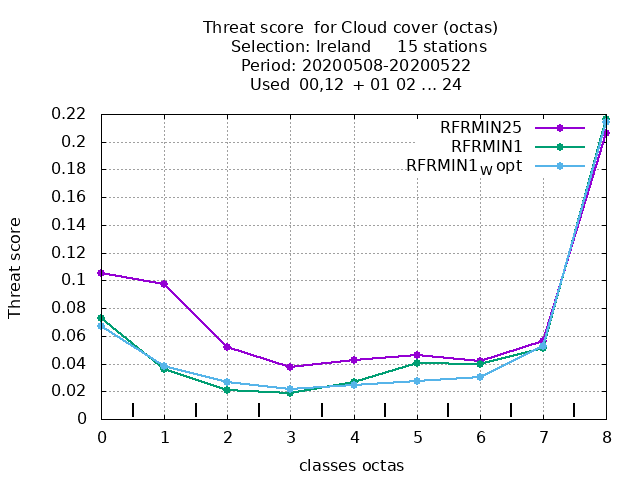 Threat score for Cloud cover (octas)
Selection: Ireland 15 stations
Period: 20200508-20200522
Used 00,12 + 01 02 ... 24
RFRMIN25
RFRMIN1
RFRMIN1W opt
Threat score
0.22
0.2
0.18
0.16
0.14
0.12
0.1
0.08
0.06
0.04
0.02
0
0 1 2 3 4 5 6 7 8
classes octas